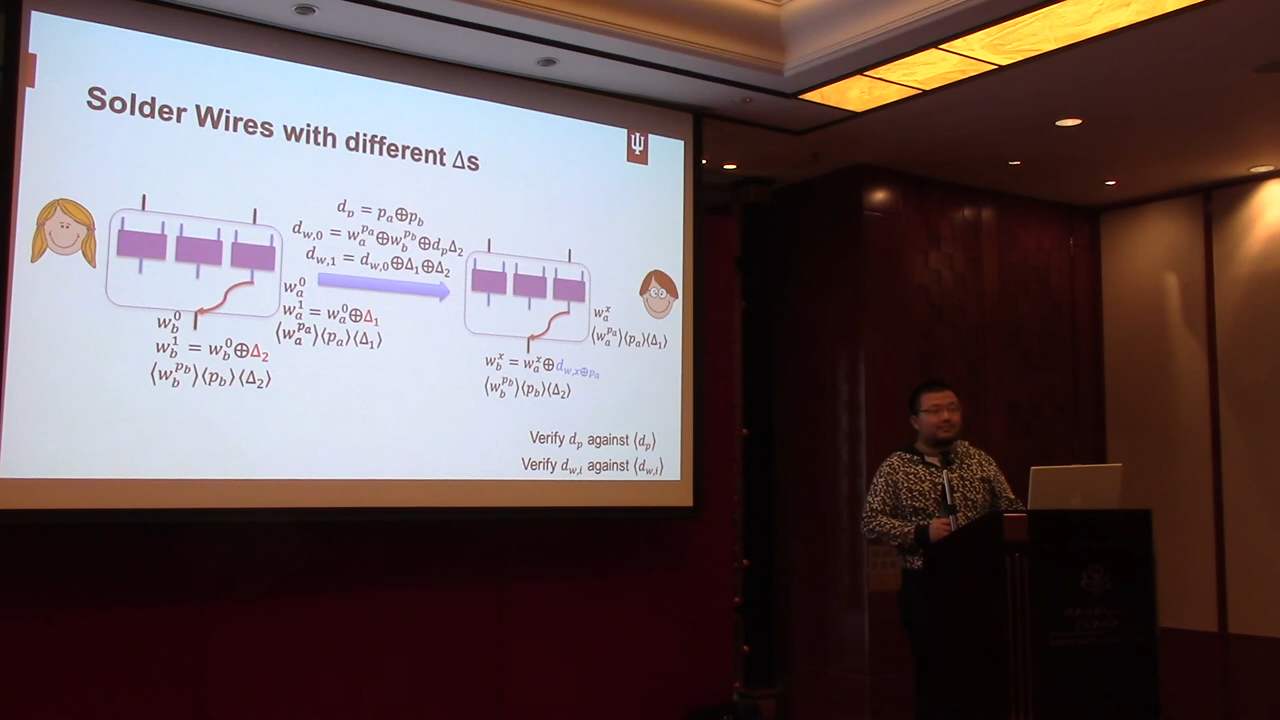 Solder Wires with different Δs
Ψ
d_p = p_a⊕p_b
d_{w,0} = w_a^{p_a}⊕w_b^{p_b}⊕d_pΔ_2
d_{w,1} = d_{w,0}⊕Δ_1⊕Δ_2
w_a^0
w_a^1 = w_a^0⊕Δ_1
⟨w_a^{p_a}⟩⟨p_a⟩⟨Δ_1⟩
w_b^0
w_b^1 = w_b^0⊕Δ_2
⟨w_b^{p_b}⟩⟨p_b⟩⟨Δ_2⟩
w_a^x
⟨w_a^{p_a}⟩⟨p_a⟩⟨Δ_1⟩
w_b^x = w_a^x⊕d_{w,x⊕p_a}
⟨w_b^{p_b}⟩⟨p_b⟩⟨Δ_2⟩
Verify d_p against ⟨d_p⟩
Verify d_{w,i} against ⟨d_{w,i}⟩